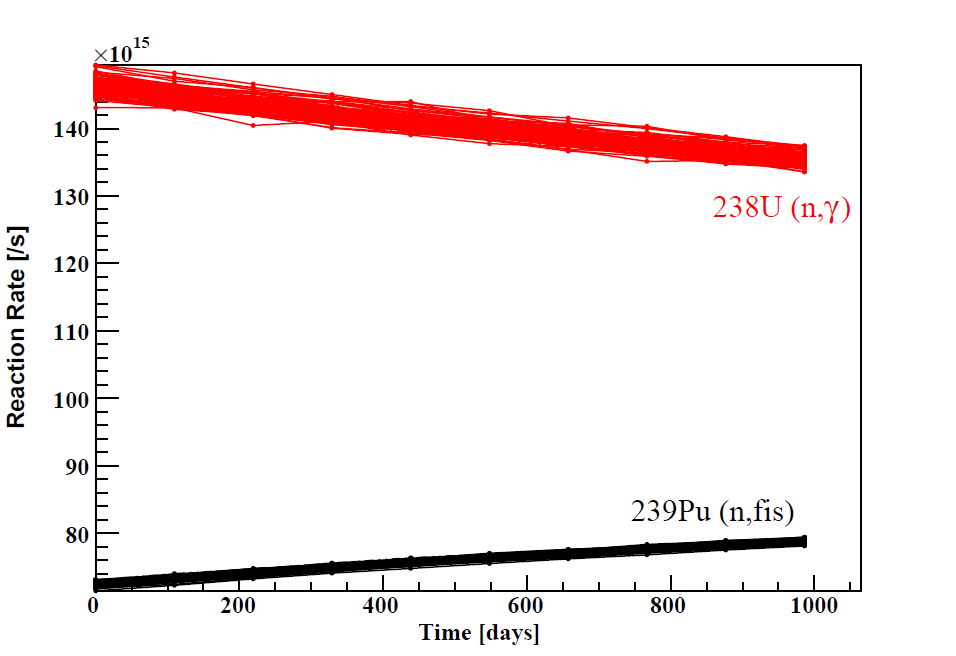 ×10¹⁵
140
130
120
110
100
90
80
Reaction Rate [/s]
238U (n,γ)
239Pu (n,fis)
0 200 400 600 800 1000
Time [days]